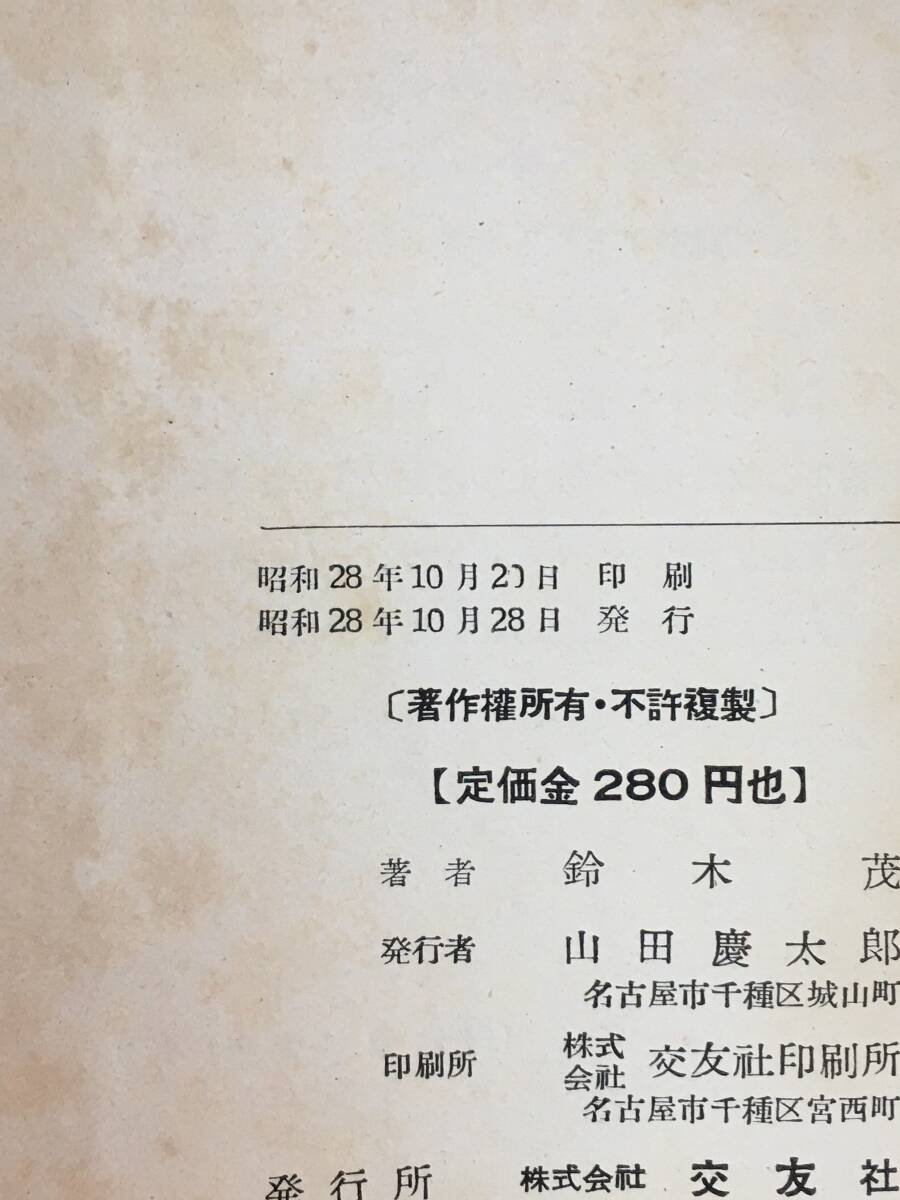 昭和28年10月20日 印刷
昭和28年10月28日 発行
〔著作權所有・不許複製〕
【定価金 280 円也】
著者 鈴木茂
発行者 山田慶太郎
名古屋市千種区城山町
印刷所 株式会社 交友社印刷所
名古屋市千種区宮西町
発行所 株式会社 交友社